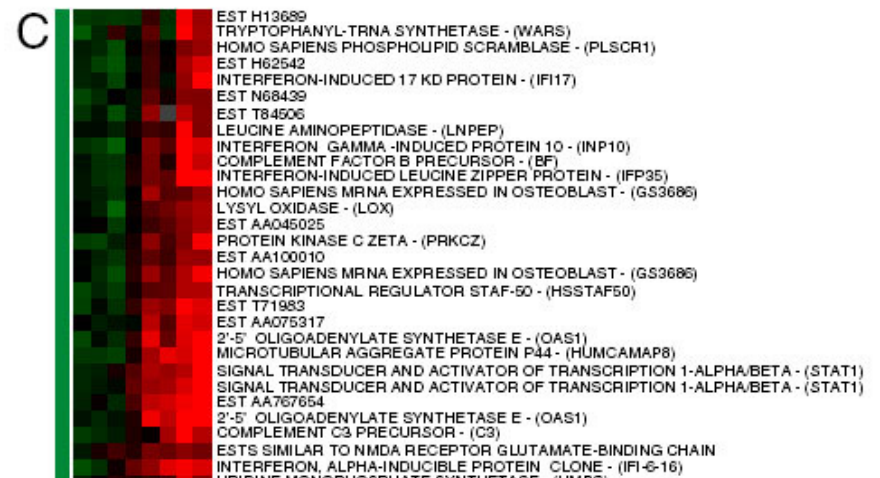 C
EST H13689
TRYPTOPHANYL-TRNA SYNTHETASE - (WARS)
HOMO SAPIENS PHOSPHOLIPID SCRAMBLASE - (PLSCR1)
EST H62542
INTERFERON-INDUCED 17 KD PROTEIN - (IFI17)
EST N68439
EST T84506
LEUCINE AMINOPEPTIDASE - (LNPEP)
INTERFERON GAMMA -INDUCED PROTEIN 10 - (INP10)
COMPLEMENT FACTOR B PRECURSOR - (BF)
INTERFERON-INDUCED LEUCINE ZIPPER PROTEIN - (IFP35)
HOMO SAPIENS MRNA EXPRESSED IN OSTEOBLAST - (GS3686)
LYSYL OXIDASE - (LOX)
EST AA045025
PROTEIN KINASE C ZETA - (PRKCZ)
EST AA100010
HOMO SAPIENS MRNA EXPRESSED IN OSTEOBLAST - (GS3686)
TRANSCRIPTIONAL REGULATOR STAF-50 - (HSSTAF50)
EST T71983
EST AA075317
2'-5' OLIGOADENYLATE SYNTHETASE E - (OAS1)
MICROTUBULAR AGGREGATE PROTEIN P44 - (HUMCAMAP8)
SIGNAL TRANSDUCER AND ACTIVATOR OF TRANSCRIPTION 1-ALPHA/BETA - (STAT1)
SIGNAL TRANSDUCER AND ACTIVATOR OF TRANSCRIPTION 1-ALPHA/BETA - (STAT1)
EST AA767654
2'-5' OLIGOADENYLATE SYNTHETASE E - (OAS1)
COMPLEMENT C3 PRECURSOR - (C3)
ESTS SIMILAR TO NMDA RECEPTOR GLUTAMATE-BINDING CHAIN
INTERFERON, ALPHA-INDUCIBLE PROTEIN CLONE - (IFI-6-16)